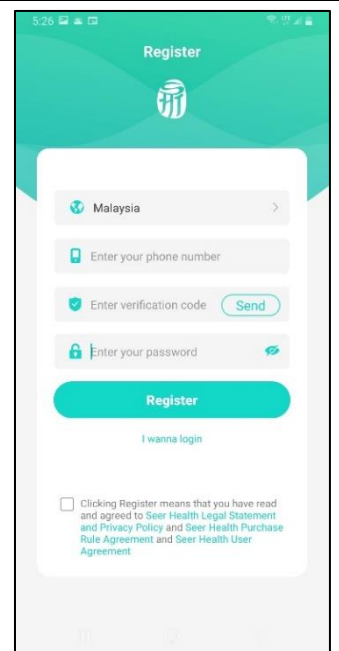 5:26
Register
Malaysia
Enter your phone number
Enter verification code
Send
Enter your password
Register
I wanna login
Clicking Register means that you have read
and agreed to Seer Health Legal Statement
and Privacy Policy and Seer Health Purchase
Rule Agreement and Seer Health User
Agreement